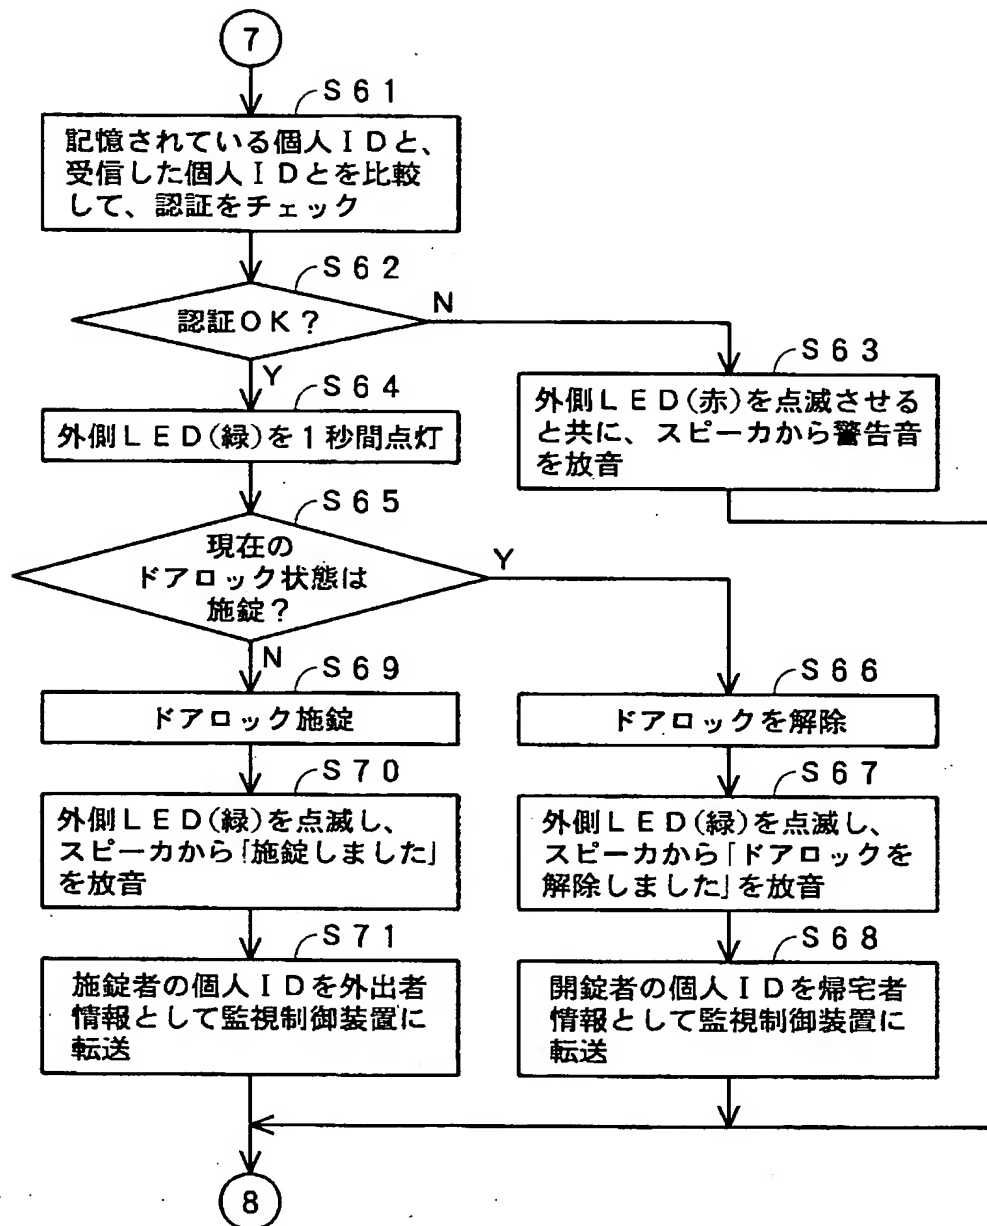 7
S61
記憶されている個人IDと、
受信した個人IDとを比較
して、認証をチェック
S62
認証OK?
N
Y
S63
外側LED(赤)を点滅させる
と共に、スピーカから警告音
を放音
S64
外側LED(緑)を1秒間点灯
S65
現在の
ドアロック状態は
施錠?
Y
N
S69
ドアロック施錠
S66
ドアロックを解除
S70
外側LED(緑)を点滅し、
スピーカから「施錠しました」
を放音
S67
外側LED(緑)を点滅し、
スピーカから「ドアロックを
解除しました」を放音
S71
施錠者の個人IDを外出者
情報として監視制御装置に
転送
S68
開錠者の個人IDを帰宅者
情報として監視制御装置に
転送
8